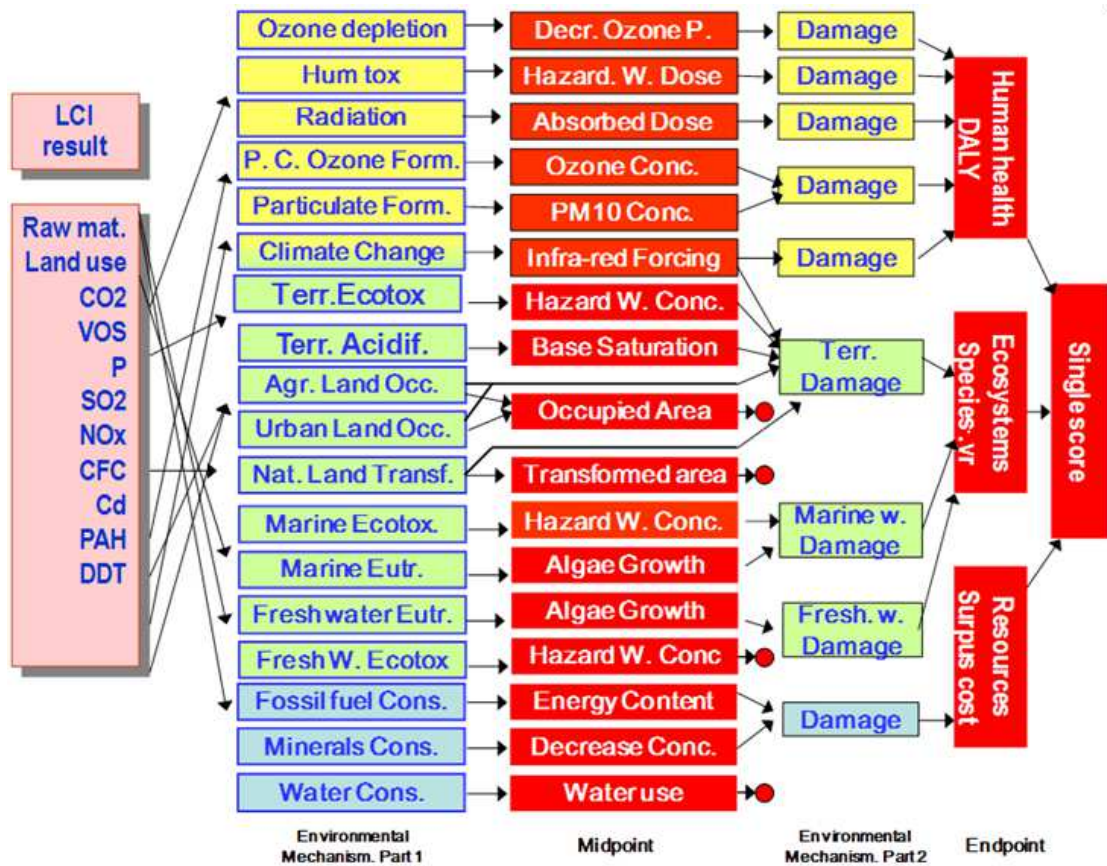 LCI
result
Raw mat.
Land use
CO2
VOS
P
SO2
NOx
CFC
Cd
PAH
DDT
Ozone depletion
Hum tox
Radiation
P. C. Ozone Form.
Particulate Form.
Climate Change
Terr.Ecotox
Terr. Acidif.
Agr. Land Occ.
Urban Land Occ.
Nat. Land Transf.
Marine Ecotox.
Marine Eutr.
Freshwater Eutr.
Fresh W. Ecotox
Fossil fuel Cons.
Minerals Cons.
Water Cons.
Environmental
Mechanism. Part 1
Decr. Ozone P.
Hazard. W. Dose
Absorbed Dose
Ozone Conc.
PM10 Conc.
Infra-red Forcing
Hazard W. Conc.
Base Saturation
Occupied Area
Transformed area
Hazard W. Conc.
Algae Growth
Algae Growth
Hazard W. Conc
Energy Content
Decrease Conc.
Water use
Midpoint
Damage
Damage
Damage
Damage
Damage
Terr.
Damage
Marine w.
Damage
Fresh. w.
Damage
Damage
Environmental
Mechanism. Part 2
Human health
DALY
Ecosystems
Species.yr
Resources
Surpus cost
Endpoint
Single score